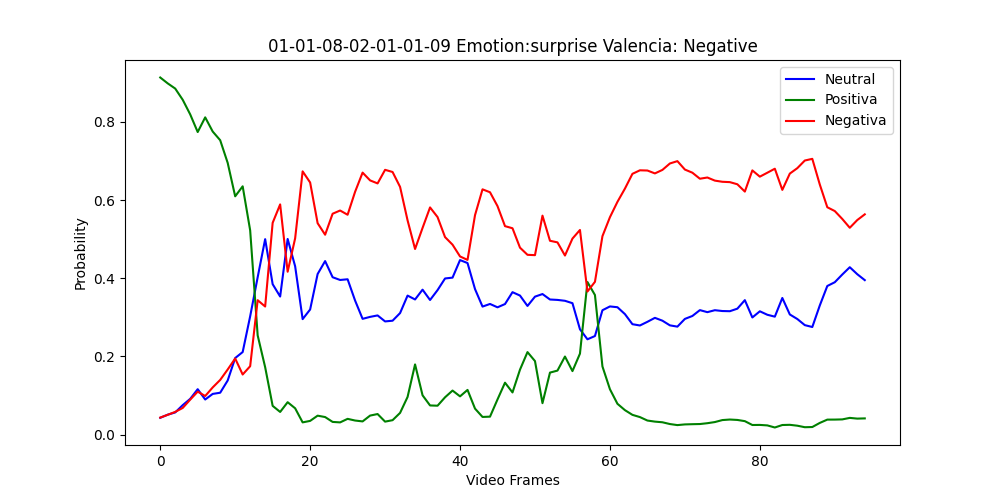 01-01-08-02-01-01-09 Emotion:surprise Valencia: Negative
Neutral
Positiva
Negativa
Probability
0.8
0.6
0.4
0.2
0.0
0 20 40 60 80
Video Frames